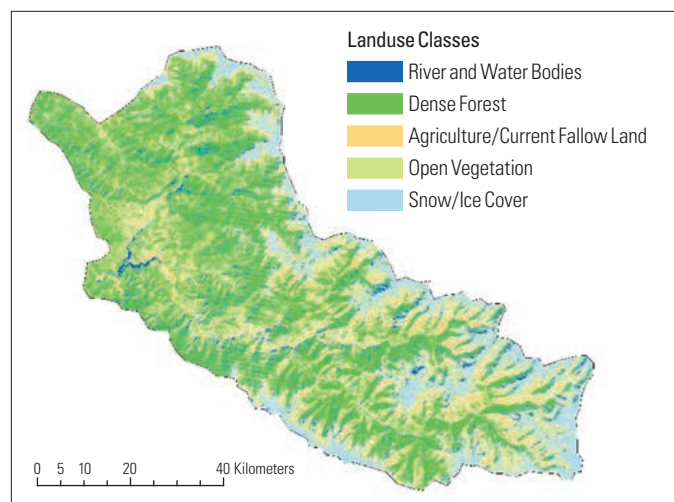 Landuse Classes
River and Water Bodies
Dense Forest
Agriculture/Current Fallow Land
Open Vegetation
Snow/Ice Cover
0 5 10 20 40 Kilometers